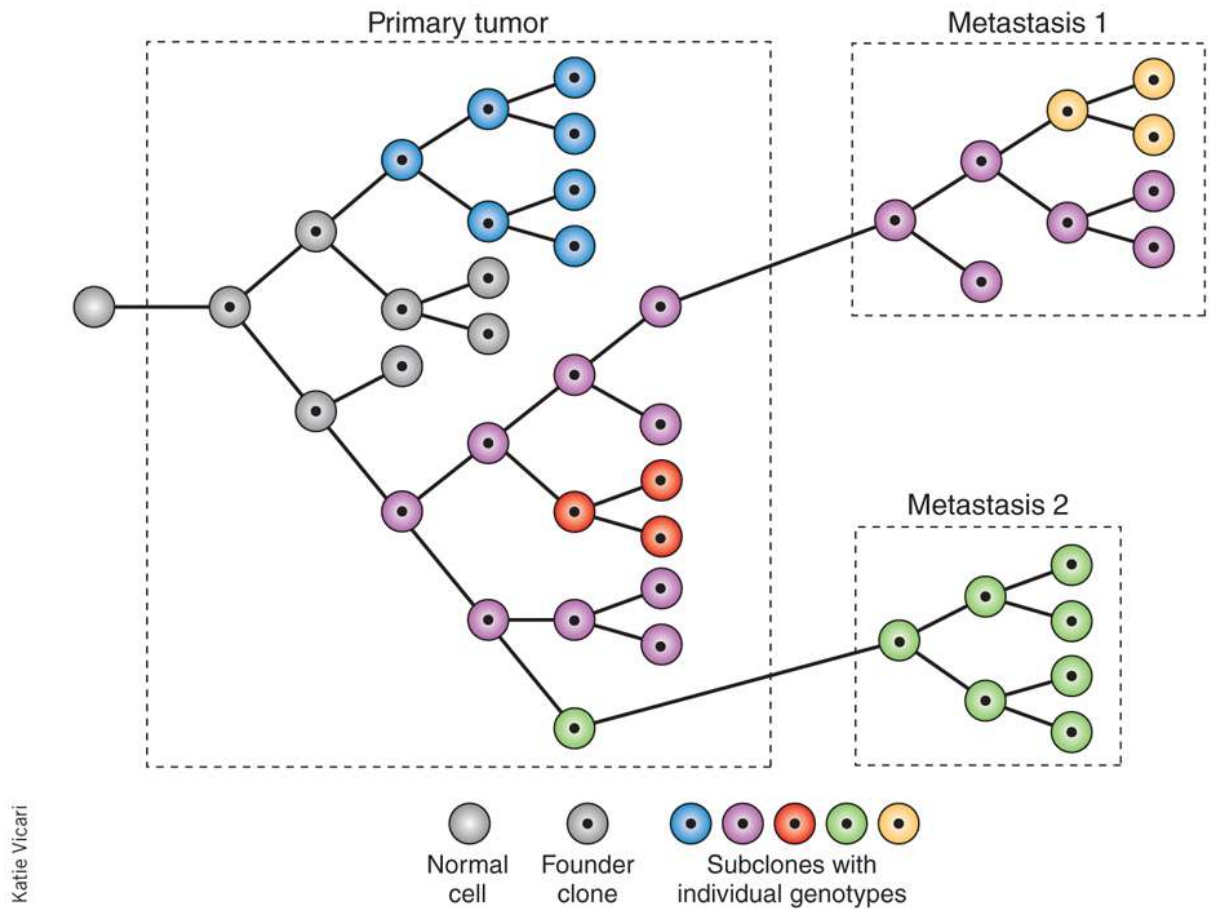 Primary tumor
Metastasis 1
Metastasis 2
Normal
cell
Founder
clone
Subclones with
individual genotypes
Katie Vicari